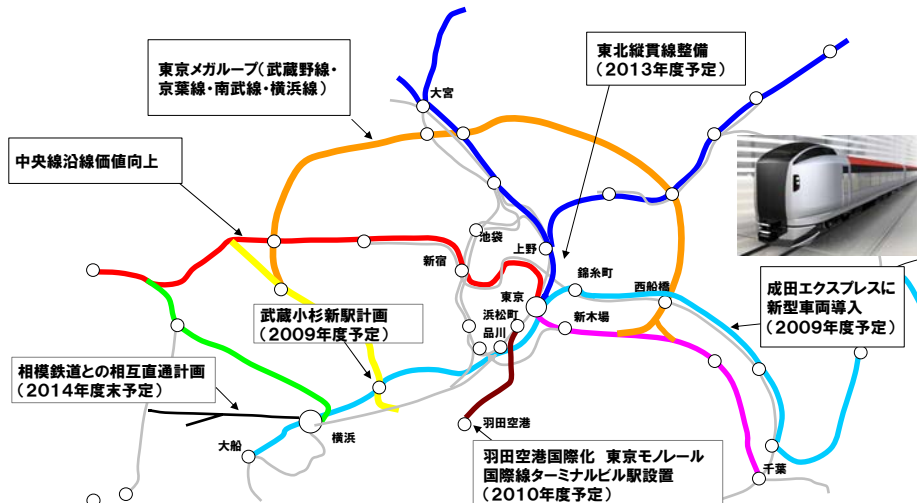 東京メガループ（武蔵野線・
京葉線・南武線・横浜線）
東北縦貫線整備
（2013年度予定）
大宮
中央線沿線価値向上
池袋
上野
新宿
錦糸町
東京
西船橋
成田エクスプレスに
新型車両導入
（2009年度予定）
武蔵小杉新駅計画
（2009年度予定）
浜松町
品川
新木場
相模鉄道との相互直通計画
（2014年度末予定）
大船
横浜
羽田空港
羽田空港国際化　東京モノレール
国際線ターミナルビル駅設置
（2010年度予定）
千葉